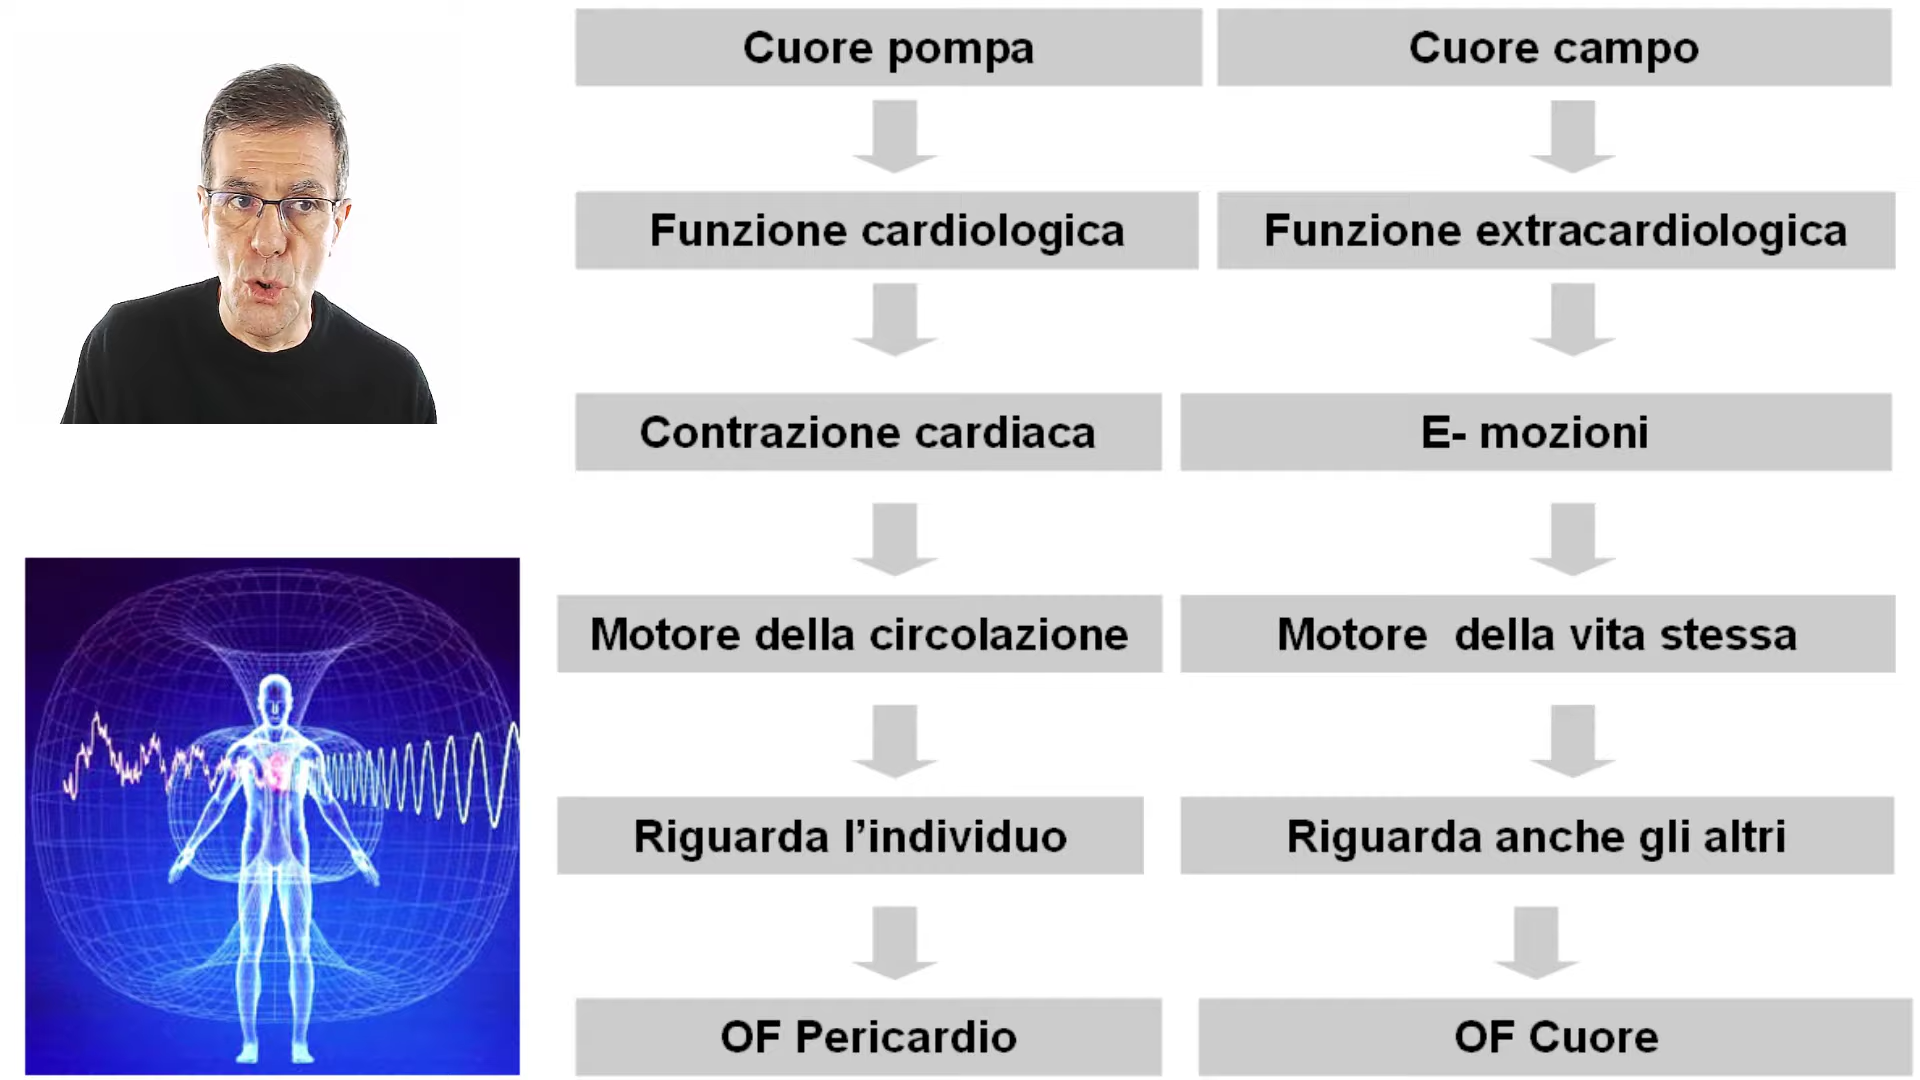 Cuore pompa
Cuore campo
Funzione cardiologica
Funzione extracardiologica
Contrazione cardiaca
E- mozioni
Motore della circolazione
Motore  della vita stessa
Riguarda l’individuo
Riguarda anche gli altri
OF Pericardio
OF Cuore